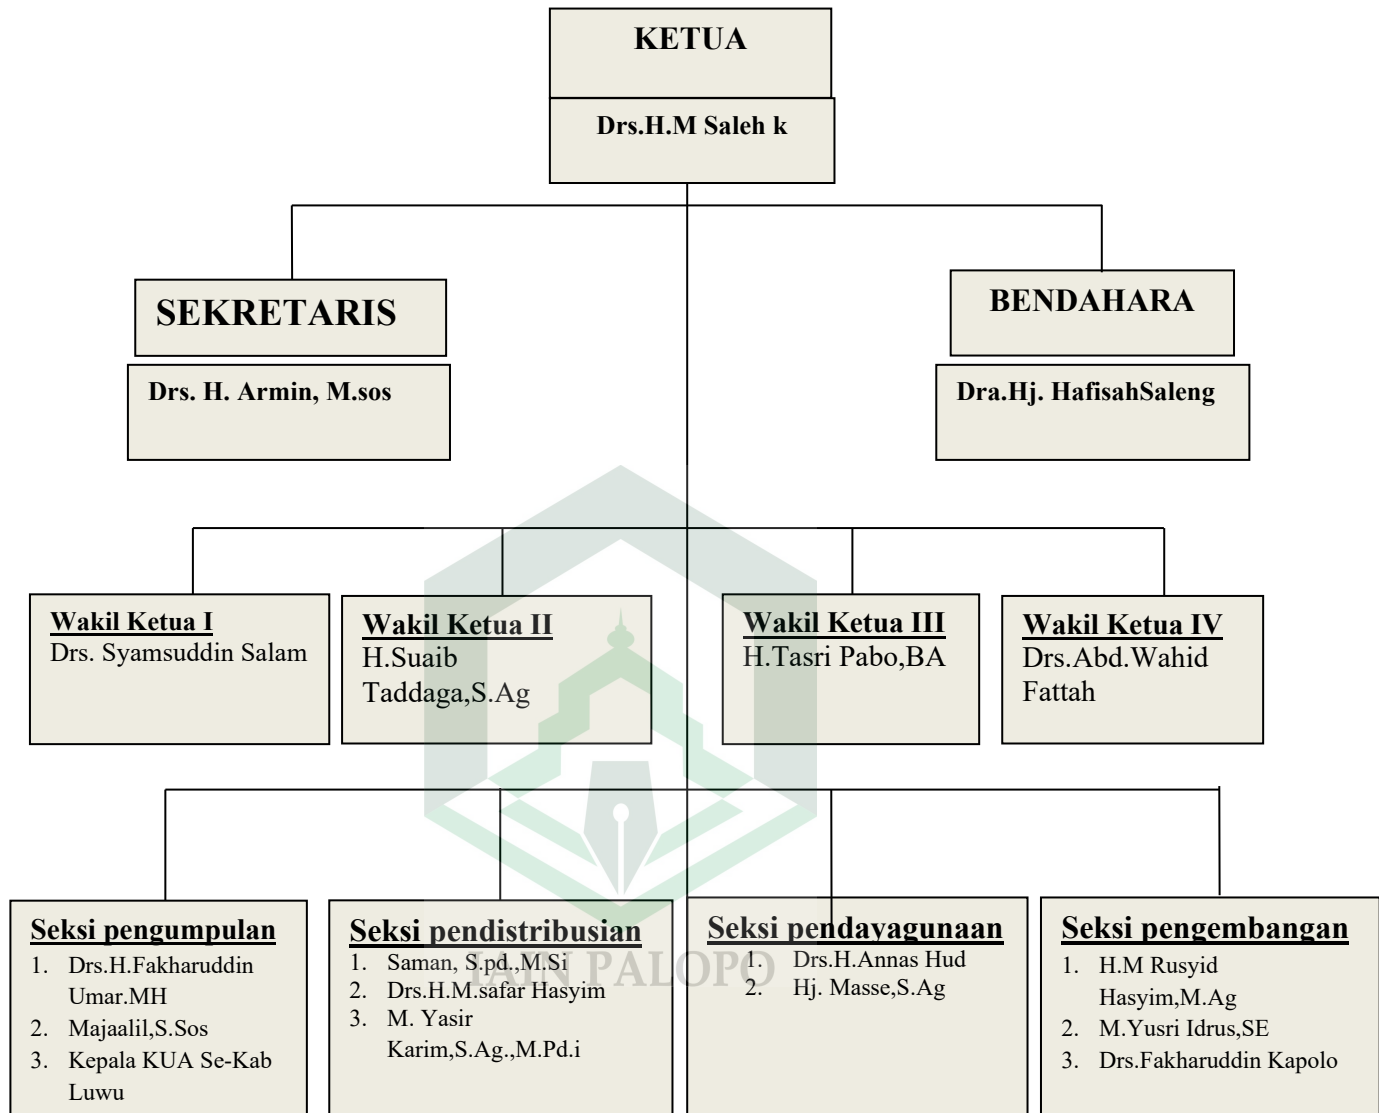 KETUA
Drs.H.M Saleh k
SEKRETARIS
Drs. H. Armin, M.sos
BENDAHARA
Dra.Hj. HafisahSaleng
Wakil Ketua I
Drs. Syamsuddin Salam
Wakil Ketua II
H.Suaib
Taddaga,S.Ag
Wakil Ketua III
H.Tasri Pabo,BA
Wakil Ketua IV
Drs.Abd.Wahid
Fattah
Seksi pengumpulan
1. Drs.H.Fakharuddin
Umar.MH
2. Majaalil,S.Sos
3. Kepala KUA Se-Kab
Luwu
Seksi pendistribusian
1. Saman, S.pd.,M.Si
2. Drs.H.M.safar Hasyim
3. M. Yasir
Karim,S.Ag.,M.Pd.i
Seksi pendayagunaan
1. Drs.H.Annas Hud
2. Hj. Masse,S.Ag
Seksi pengembangan
1. H.M Rusyid
Hasyim,M.Ag
2. M.Yusri Idrus,SE
3. Drs.Fakharuddin Kapolo
IAIN PALOPO